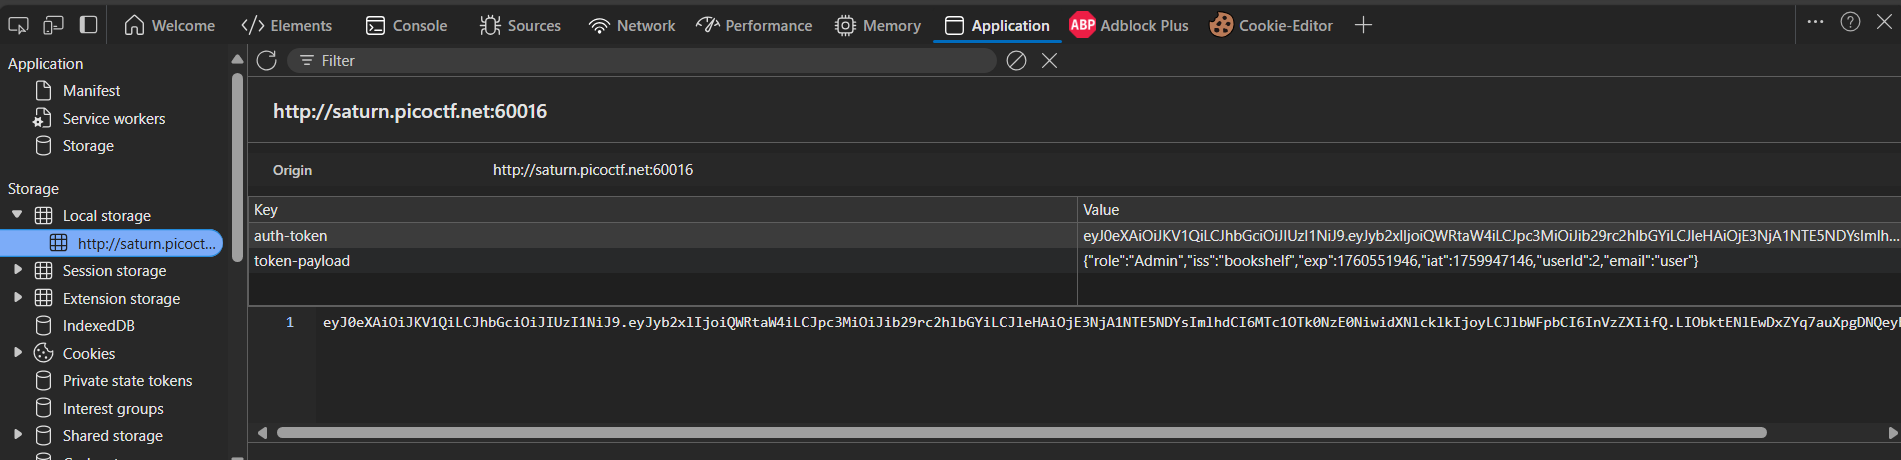 Welcome Elements Console Sources Network Performance Memory Application ABP Adblock Plus Cookie-Editor
Application
Manifest
Service workers
Storage
Storage
Local storage
http://saturn.picoct...
Session storage
Extension storage
IndexedDB
Cookies
Private state tokens
Interest groups
Shared storage
Filter
http://saturn.picoctf.net:60016
Origin http://saturn.picoctf.net:60016
Key Value
auth-token eyJ0eXAiOiJKV1QiLCJhbGciOiJIUzI1NiJ9.eyJyb2xlIjoiQWRtaW4iLCJpc3MiOiJib29rc2hlbGYiLCJleHAiOjE3NjA1NTE5NDYsImlh...
token-payload {"role":"Admin","iss":"bookshelf","exp":1760551946,"iat":1759947146,"userId":2,"email":"user"}
1 eyJ0eXAiOiJKV1QiLCJhbGciOiJIUzI1NiJ9.eyJyb2xlIjoiQWRtaW4iLCJpc3MiOiJib29rc2hlbGYiLCJleHAiOjE3NjA1NTE5NDYsImlhdCI6MTc1OTk0NzE0NiwidXNlcklkIjoyLCJlbWFpbCI6InVzZXIifQ.LIObktENlEwDxZYq7auXpgDNQey